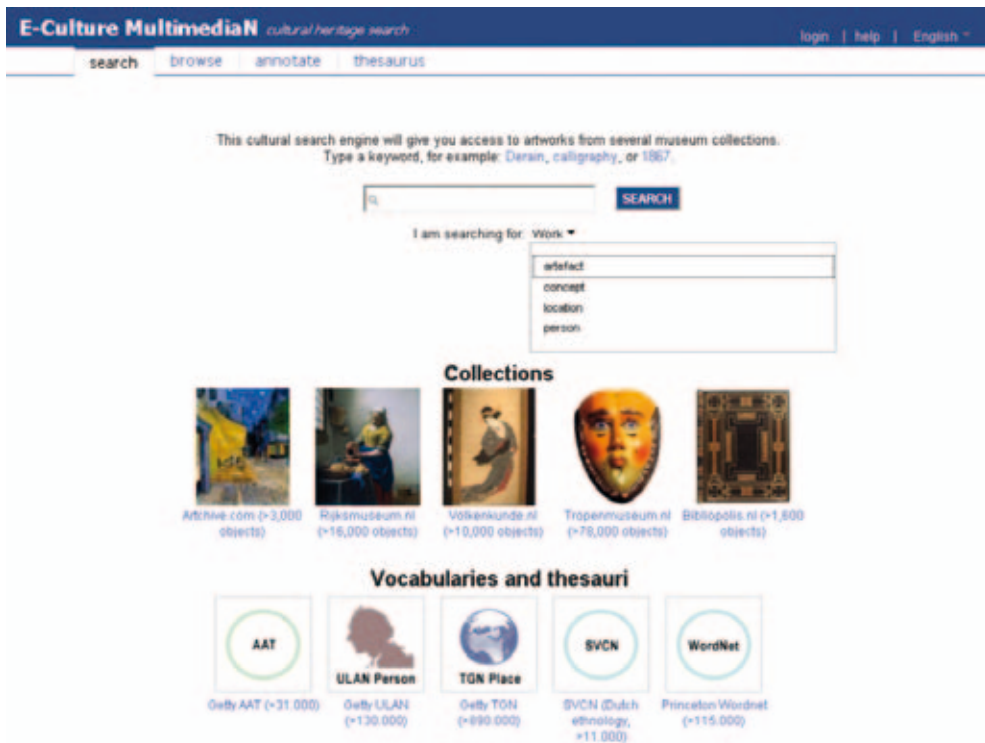 E-Culture MultimediaN cultural heritage search
login | help | English
search browse annotate thesaurus
This cultural search engine will give you access to artworks from several museum collections.
Type a keyword, for example: Derain, calligraphy, or 1867.
SEARCH
I am searching for: Work
artefact
concept
location
person
Collections
Artchive.com (>3,000 objects)
Rijksmuseum.nl (>16,000 objects)
Volkenkunde.nl (>10,000 objects)
Tropenmuseum.nl (>78,000 objects)
Bibliopolis.nl (>1,600 objects)
Vocabularies and thesauri
AAT
ULAN Person
TGN Place
SVCN
WordNet
Getty AAT (>31.000)
Getty ULAN (>130.000)
Getty TGN (>890.000)
SVCN (Dutch ethnology, >11.000)
Princeton Wordnet (>115.000)